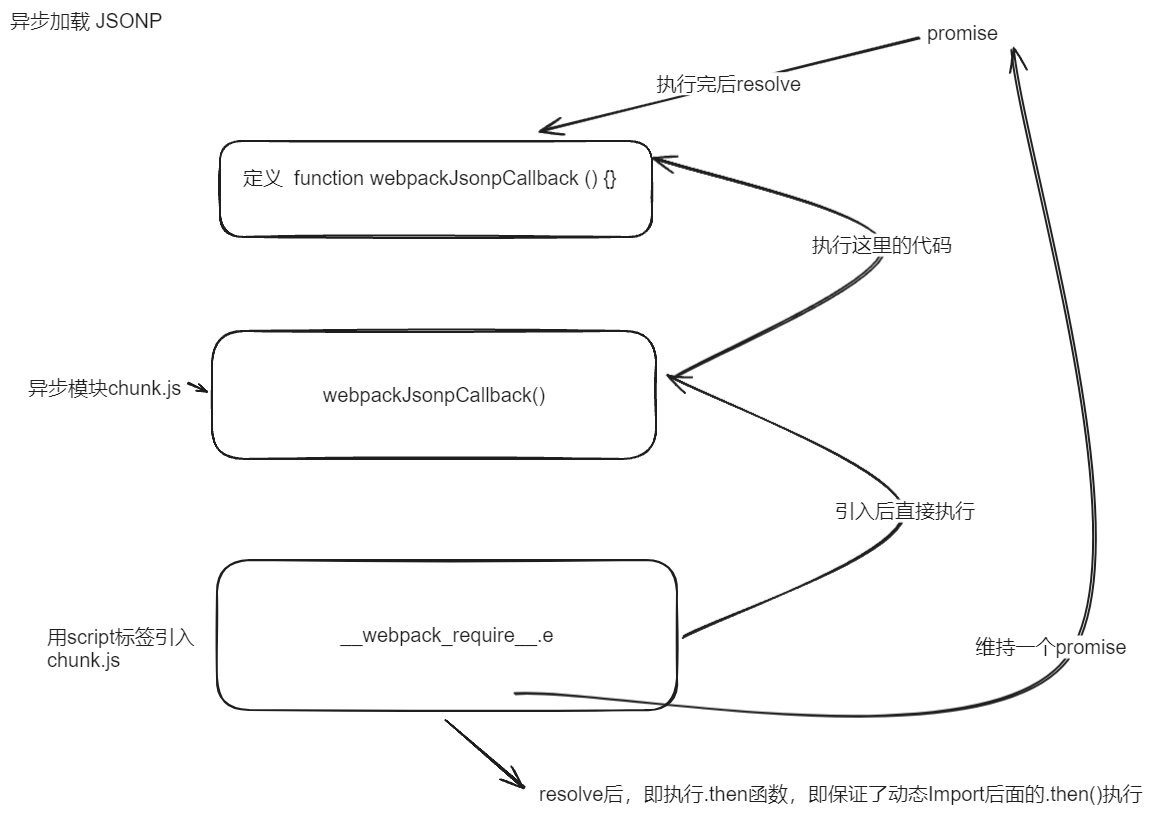 异步加载 JSONP
promise
执行完后resolve
定义  function webpackJsonpCallback () {}
执行这里的代码
异步模块chunk.js
webpackJsonpCallback()
引入后直接执行
用script标签引入
chunk.js
__webpack_require__.e
维持一个promise
resolve后，即执行.then函数，即保证了动态Import后面的.then()执行